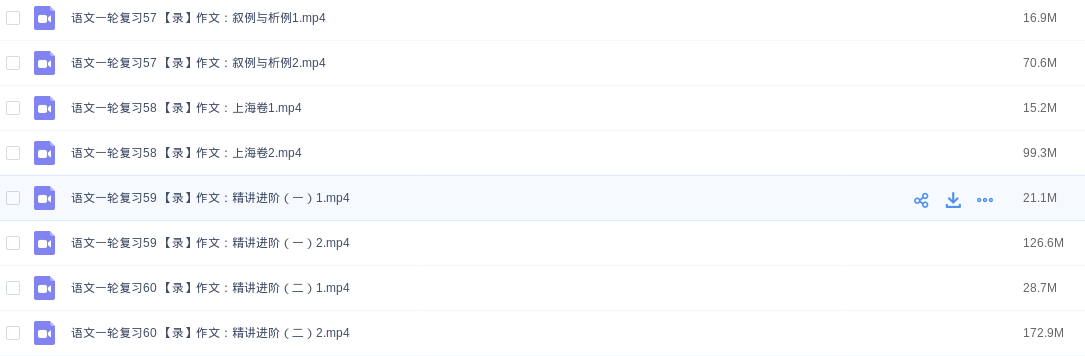 语文一轮复习57 【录】作文：叙例与析例1.mp4 16.9M
语文一轮复习57 【录】作文：叙例与析例2.mp4 70.6M
语文一轮复习58 【录】作文：上海卷1.mp4 15.2M
语文一轮复习58 【录】作文：上海卷2.mp4 99.3M
语文一轮复习59 【录】作文：精讲进阶（一）1.mp4 21.1M
语文一轮复习59 【录】作文：精讲进阶（一）2.mp4 126.6M
语文一轮复习60 【录】作文：精讲进阶（二）1.mp4 28.7M
语文一轮复习60 【录】作文：精讲进阶（二）2.mp4 172.9M